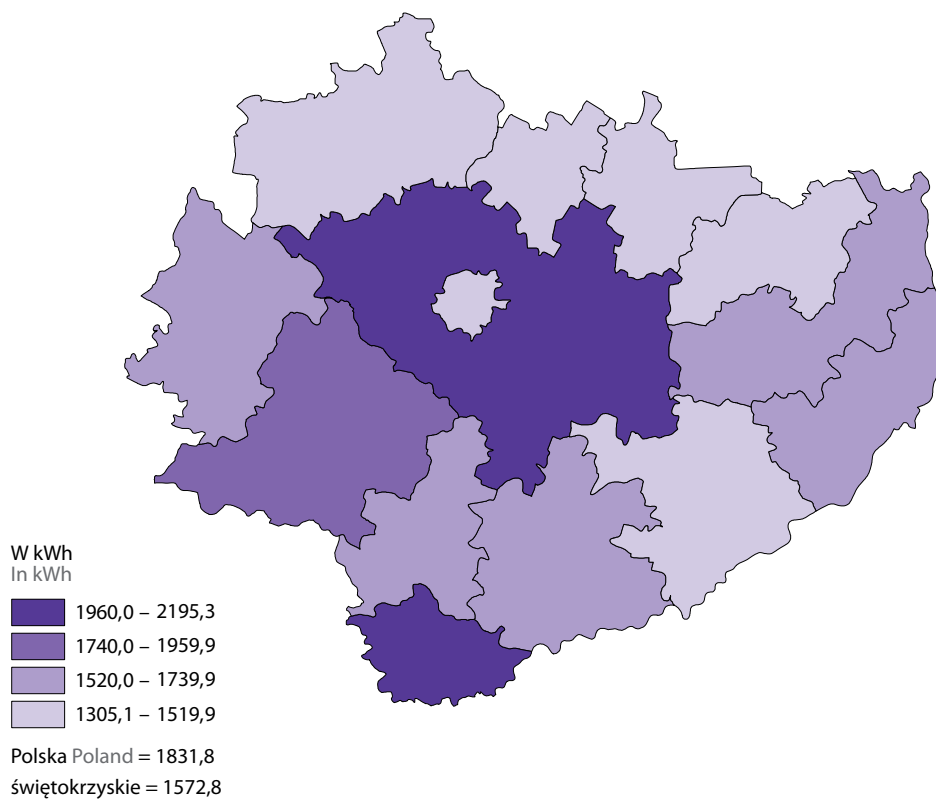 W kWh
In kWh
1960,0 – 2195,3
1740,0 – 1959,9
1520,0 – 1739,9
1305,1 – 1519,9
Polska Poland = 1831,8
świętokrzyskie = 1572,8